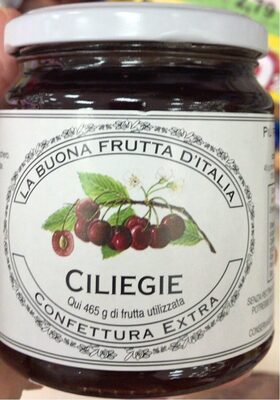 LA BUONA FRUTTA D'ITALIA
CILIEGIE
Qui 465 g di frutta utilizzata
CONFETTURA EXTRA